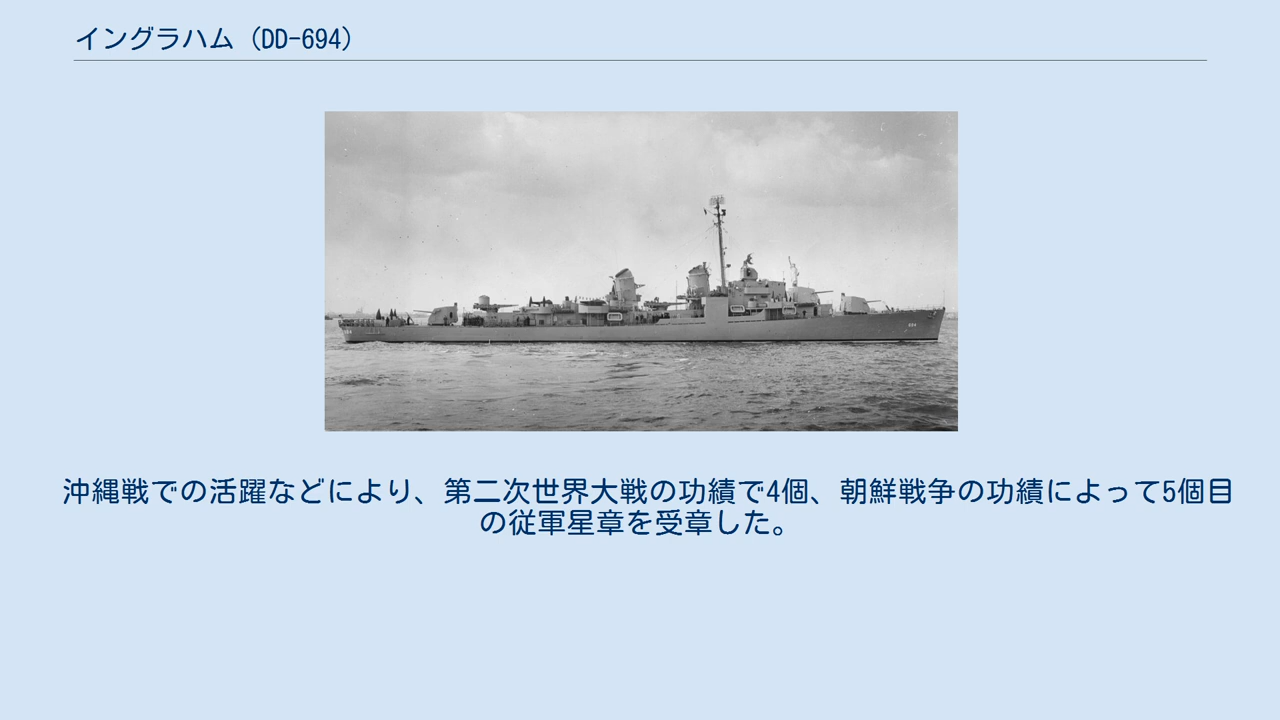 イングラハム（DD-694）
694
沖縄戦での活躍などにより、第二次世界大戦の功績で4個、朝鮮戦争の功績によって5個目
の従軍星章を受章した。